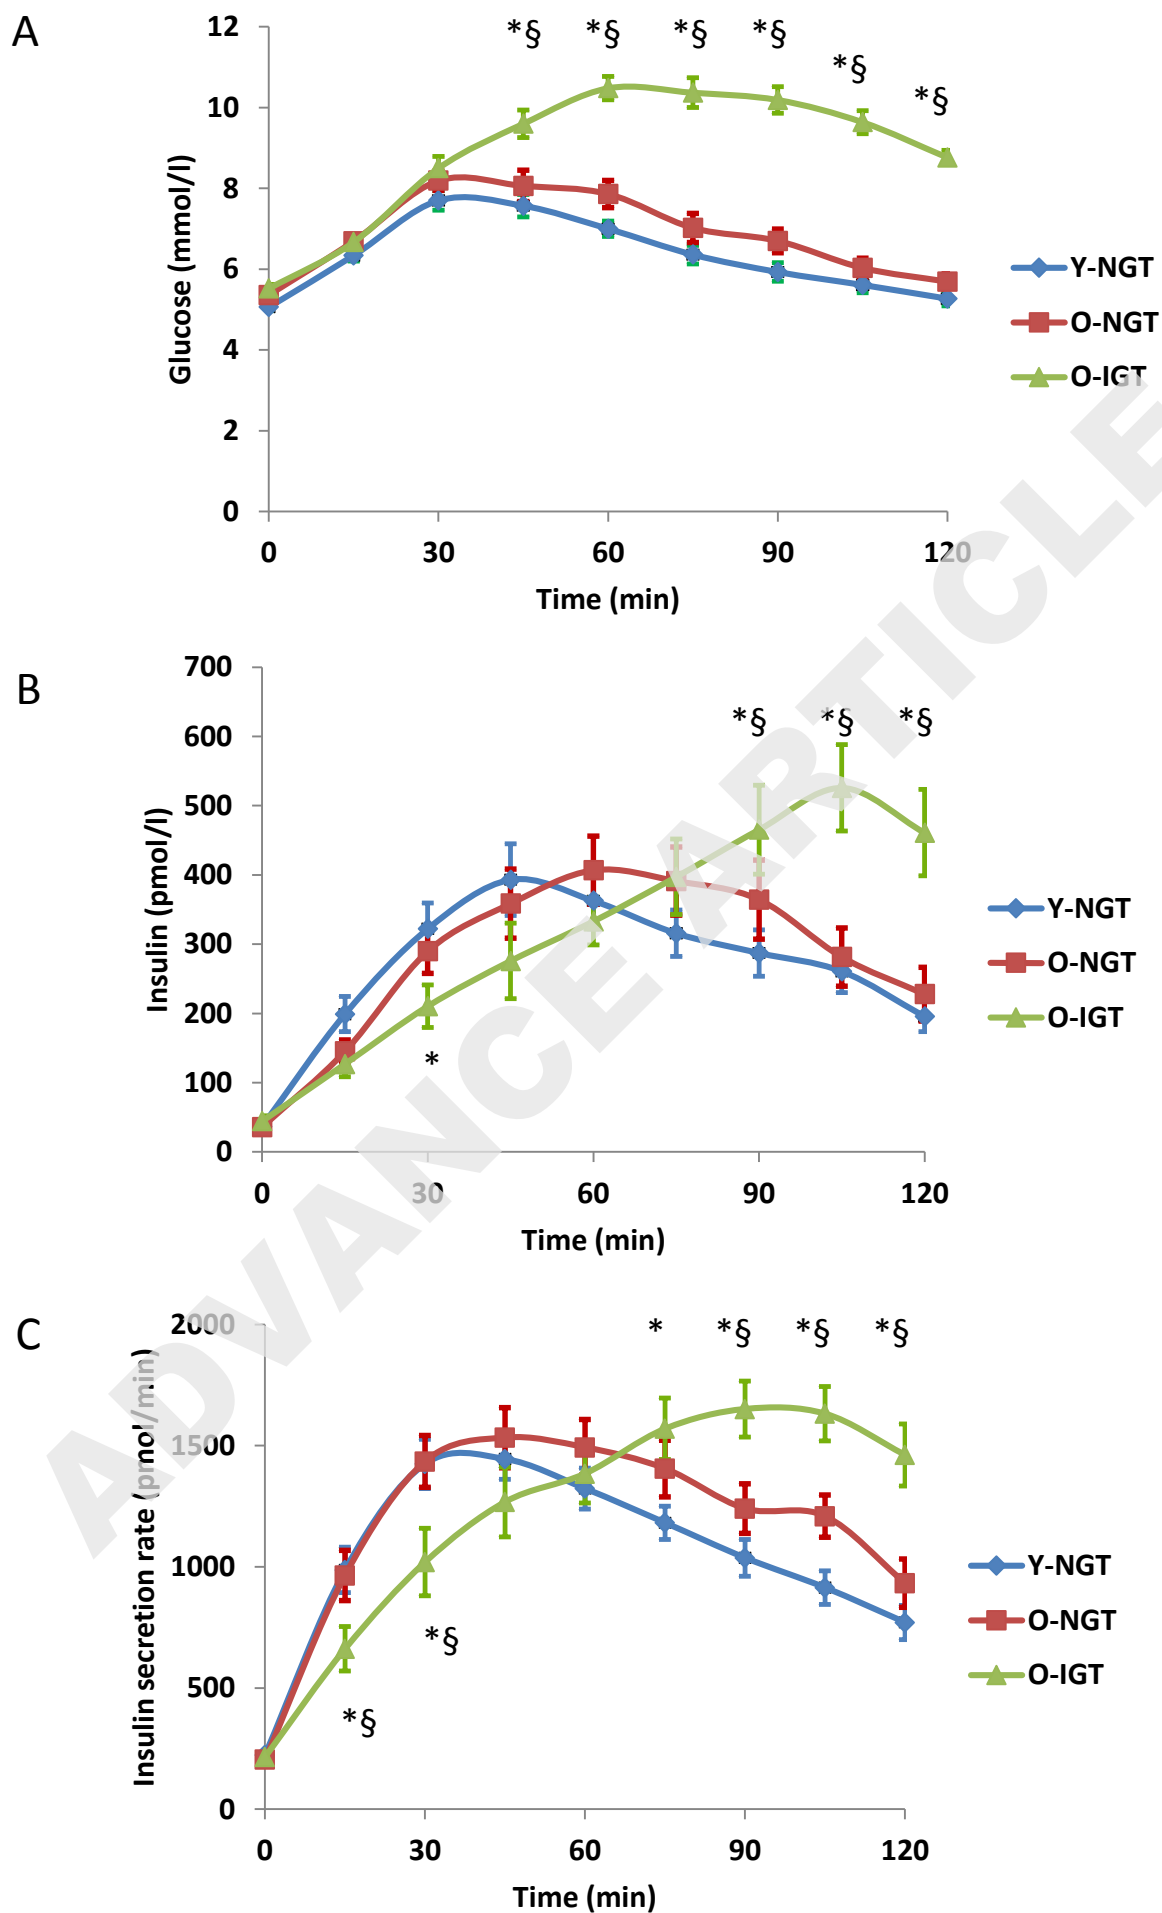 A
12
10
8
6
4
2
0
Glucose (mmol/l)
*§ *§ *§ *§ *§ *§
0 30 60 90 120
Time (min)
Y-NGT
O-NGT
O-IGT
B
700
600
500
400
300
200
100
0
Insulin (pmol/l)
*§ *§ *§
*
0 30 60 90 120
Time (min)
Y-NGT
O-NGT
O-IGT
C
2000
1500
1000
500
0
Insulin secretion rate (pmol/min)
* *§ *§ *§
*§
*§
0 30 60 90 120
Time (min)
Y-NGT
O-NGT
O-IGT
ADVANCE ARTICLE